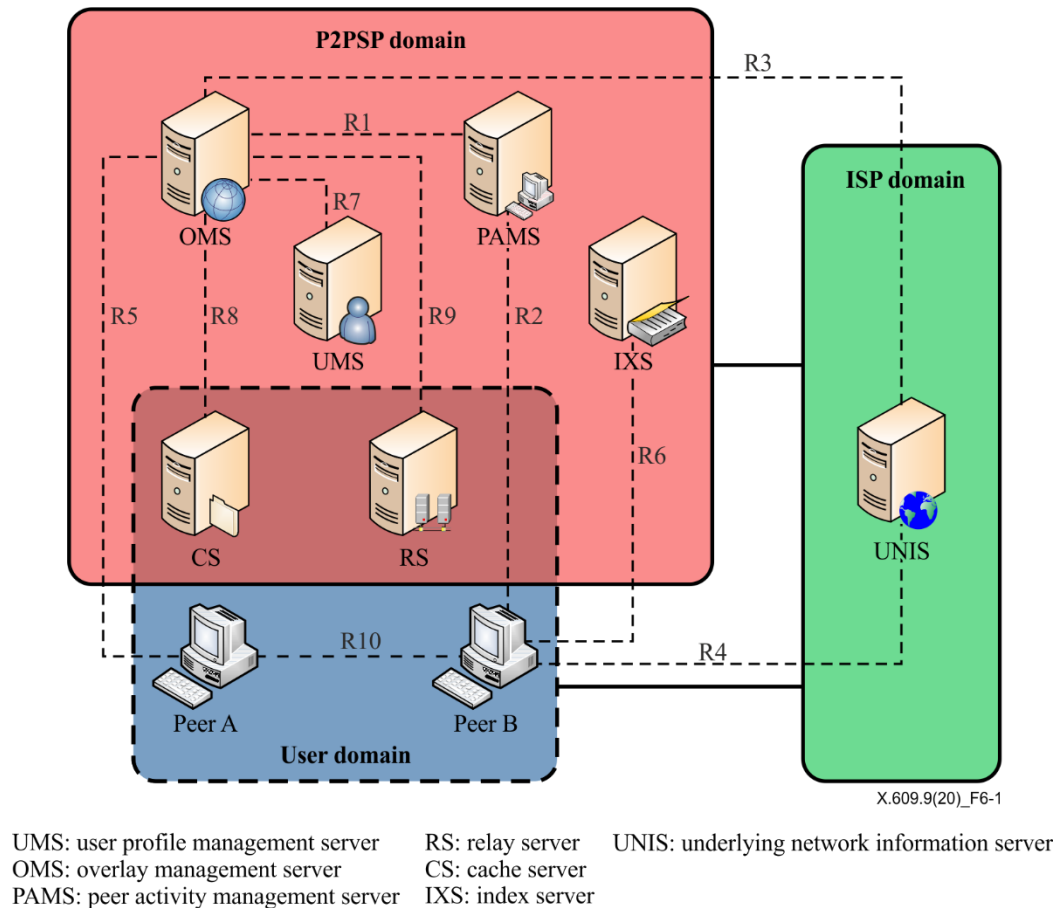 P2PSP domain
R3
R1
ISP domain
R7
OMS
PAMS
R5
R8
R9
R2
UMS
IXS
R6
CS
RS
UNIS
R10
R4
Peer A
Peer B
User domain
X.609.9(20)_F6-1
UMS: user profile management server
RS: relay server
UNIS: underlying network information server
OMS: overlay management server
CS: cache server
PAMS: peer activity management server
IXS: index server